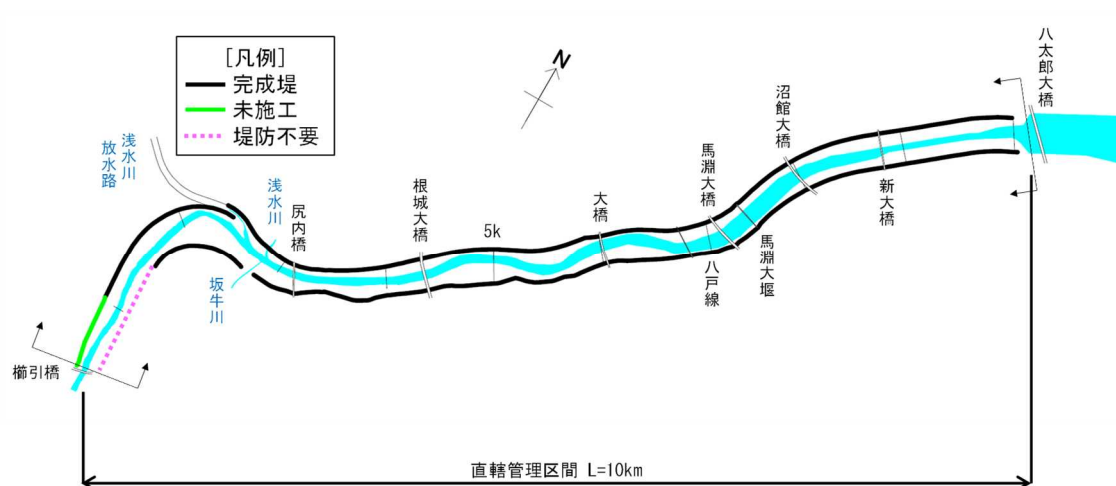 [凡例]
完成堤
未施工
堤防不要
N
八太郎大橋
沼館大橋
馬淵大橋
新大橋
馬淵大堰
八戸線
大橋
5k
根城大橋
尻内橋
浅水川
浅水川
放水路
坂牛川
櫛引橋
直轄管理区間 L=10km